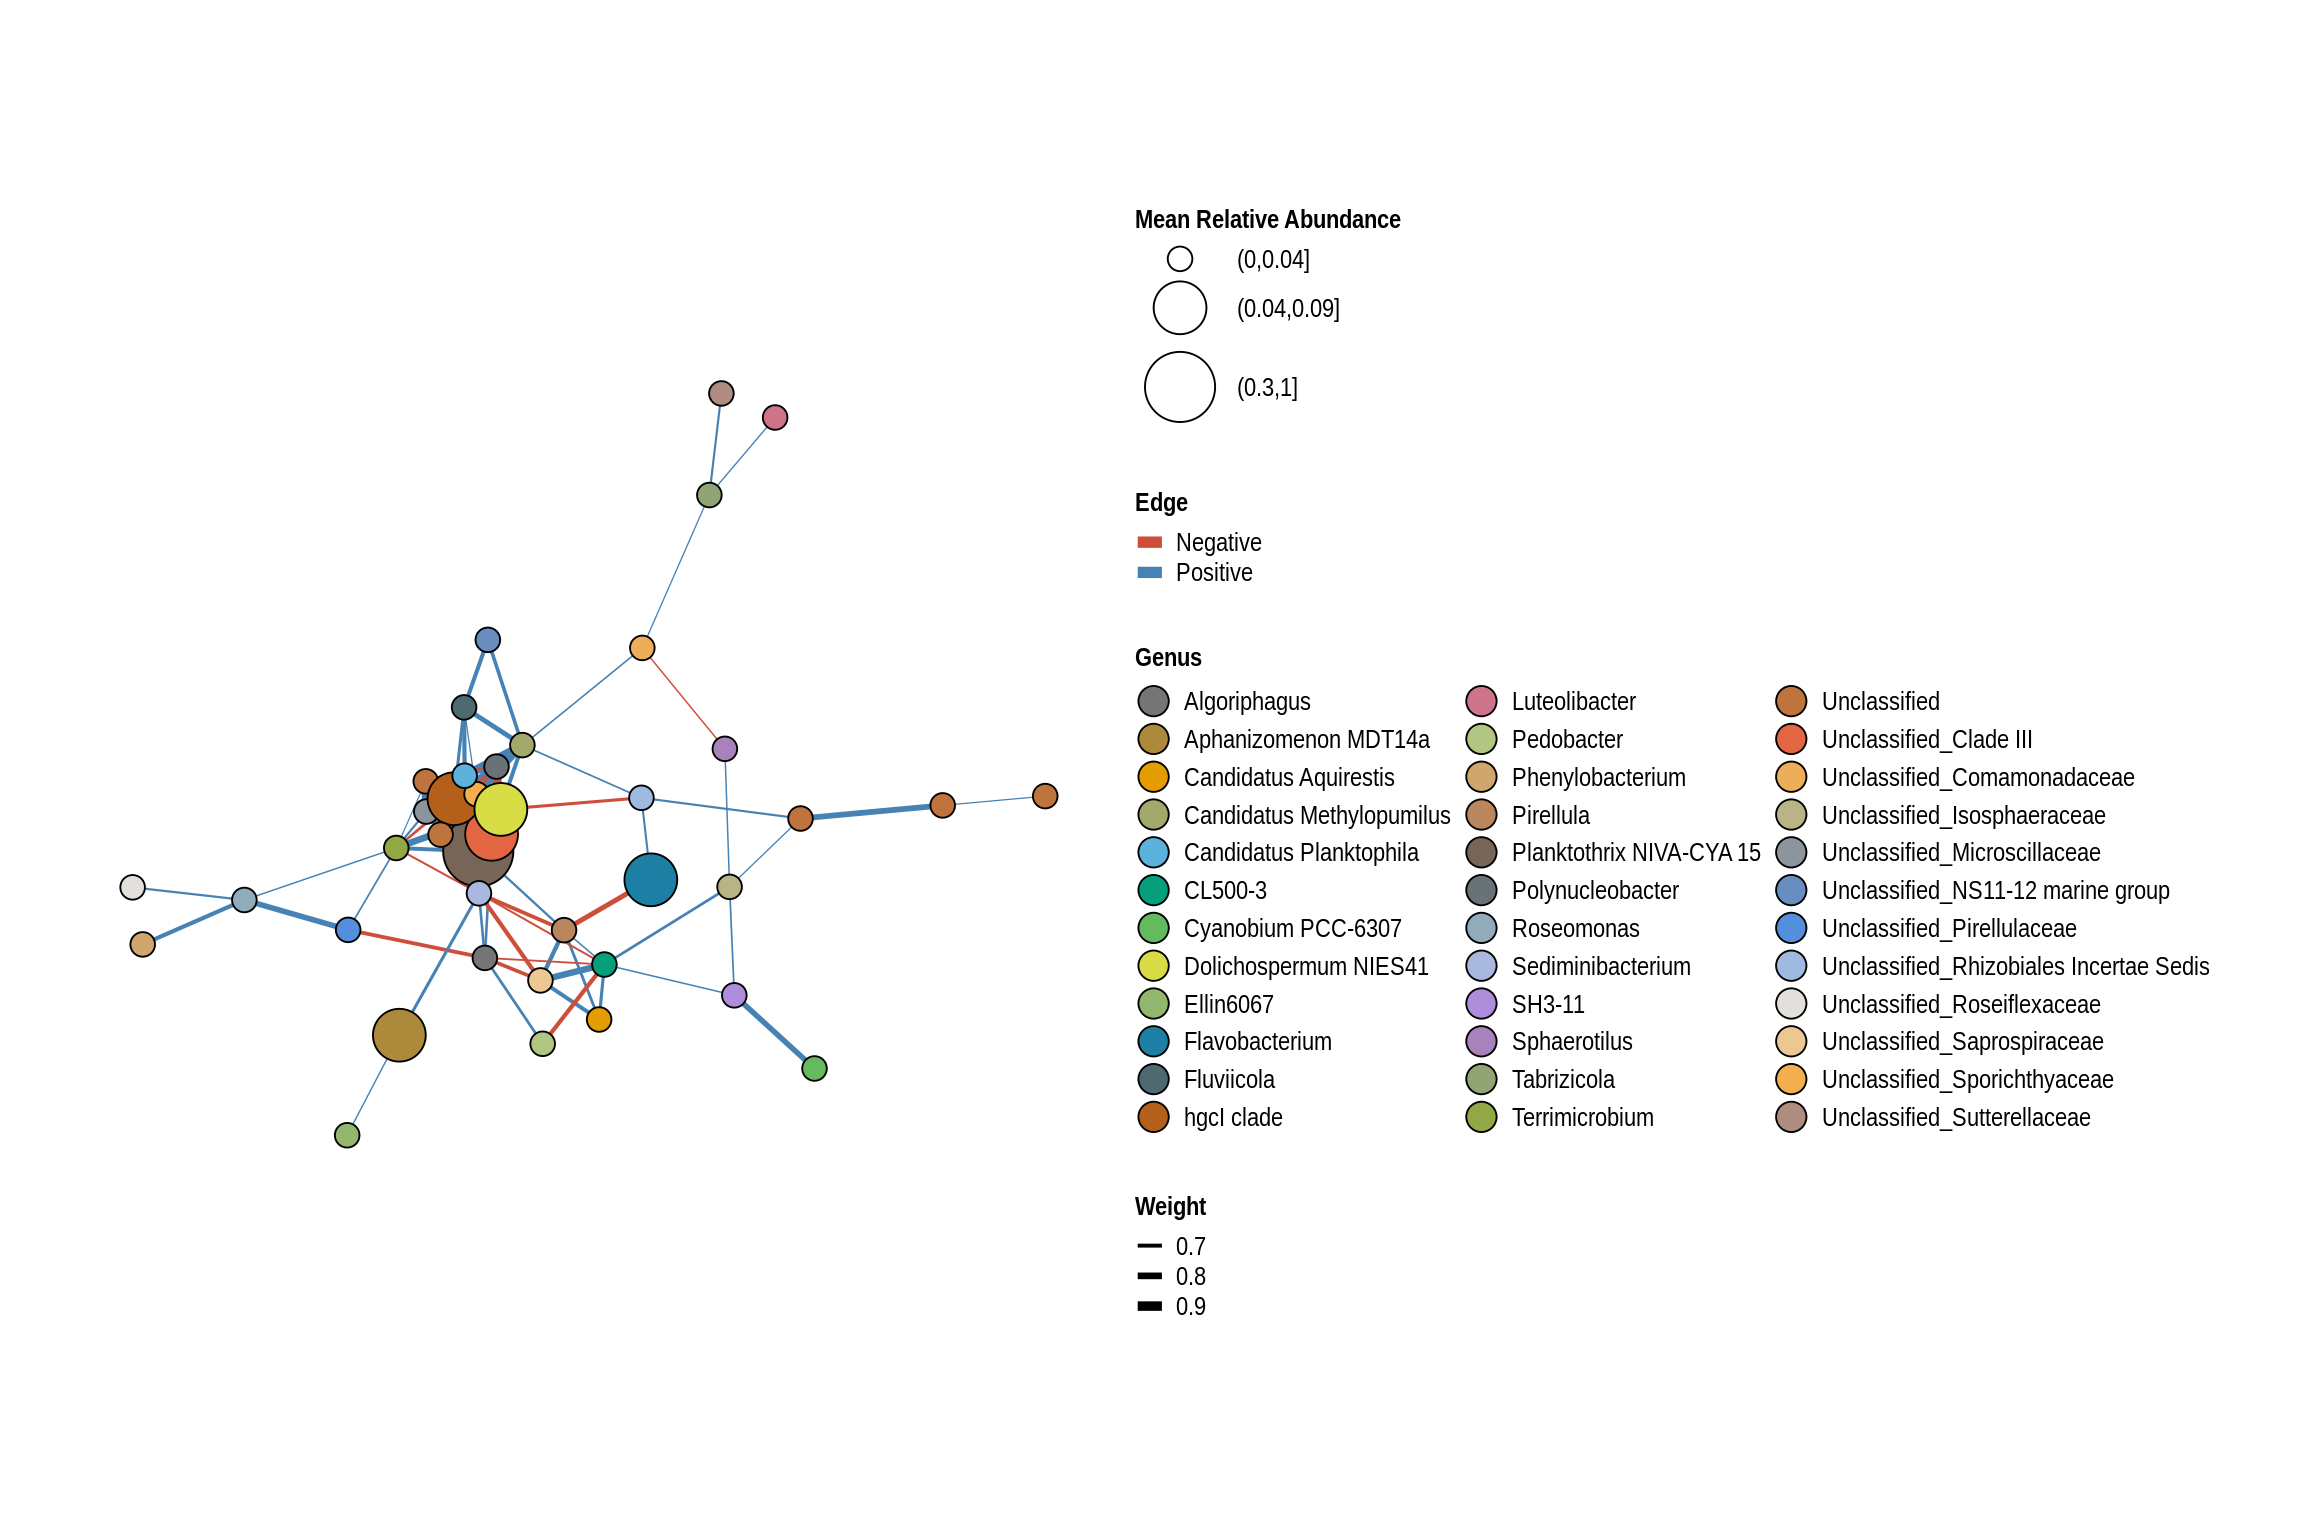 Mean Relative Abundance
(0,0.04]
(0.04,0.09]
(0.3,1]
Edge
Negative
Positive
Genus
Algoriphagus
Aphanizomenon MDT14a
Candidatus Aquirestis
Candidatus Methylopumilus
Candidatus Planktophila
CL500-3
Cyanobium PCC-6307
Dolichospermum NIES41
Ellin6067
Flavobacterium
Fluviicola
hgcI clade
Luteolibacter
Pedobacter
Phenylobacterium
Pirellula
Planktothrix NIVA-CYA 15
Polynucleobacter
Roseomonas
Sediminibacterium
SH3-11
Sphaerotilus
Tabrizicola
Terrimicrobium
Unclassified
Unclassified_Clade III
Unclassified_Comamonadaceae
Unclassified_Isosphaeraceae
Unclassified_Microscillaceae
Unclassified_NS11-12 marine group
Unclassified_Pirellulaceae
Unclassified_Rhizobiales Incertae Sedis
Unclassified_Roseiflexaceae
Unclassified_Saprospiraceae
Unclassified_Sporichthyaceae
Unclassified_Sutterellaceae
Weight
0.7
0.8
0.9